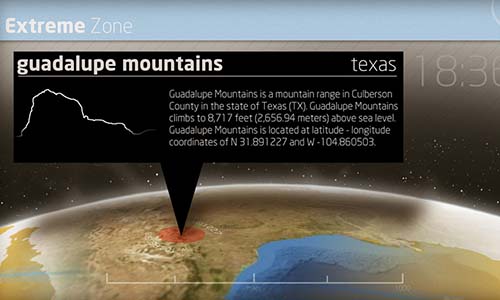 Extreme Zone
guadalupe mountains texas
18:36
Guadalupe Mountains is a mountain range in Culberson
County in the state of Texas (TX). Guadalupe Mountains
climbs to 8,717 feet (2,656.94 meters) above sea level.
Guadalupe Mountains is located at latitude - longitude
coordinates of N 31.891227 and W -104.860503.